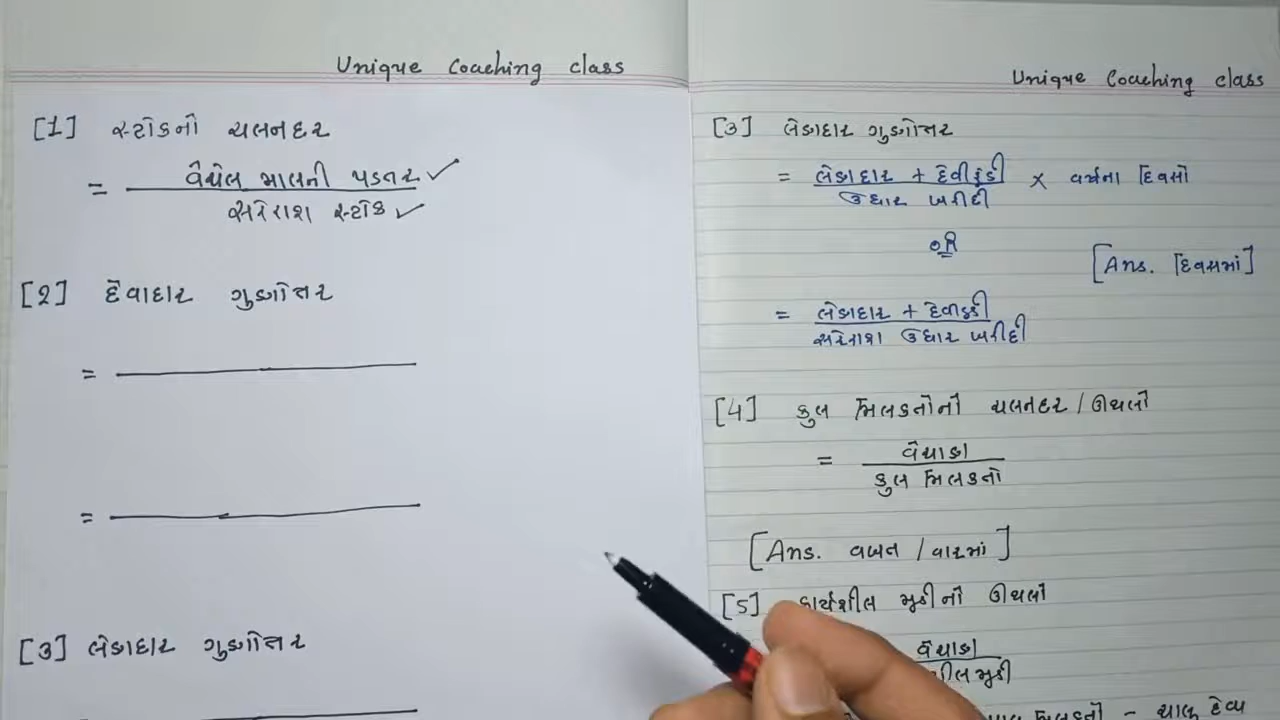 Unique Coaching class
[1] સ્ટોકનો ચલનદર
= વેચેલ માલની પડતર ✓
સરેરાશ સ્ટોક ✓
[2] દેવાદાર ગુણોત્તર
=
=
[3] લેણદાર ગુણોત્તર
Unique Coaching class
[3] લેણદાર ગુણોત્તર
= લેણદાર + દેવીહુંડી × વર્ષના દિવસો
ઉધાર ખરીદી
OR
[Ans. દિવસમાં]
= લેણદાર + દેવીહુંડી
સરેરાશ ઉધાર ખરીદી
[4] કુલ મિલકતોનો ચલનદર / ઊથલો
= વેચાણ
કુલ મિલકતો
[Ans. વખત / વારમાં]
[5] કાર્યશીલ મૂડીનો ઊથલો
વેચાણ
મૂડી
મિલકતો - ચાલુ દેવા